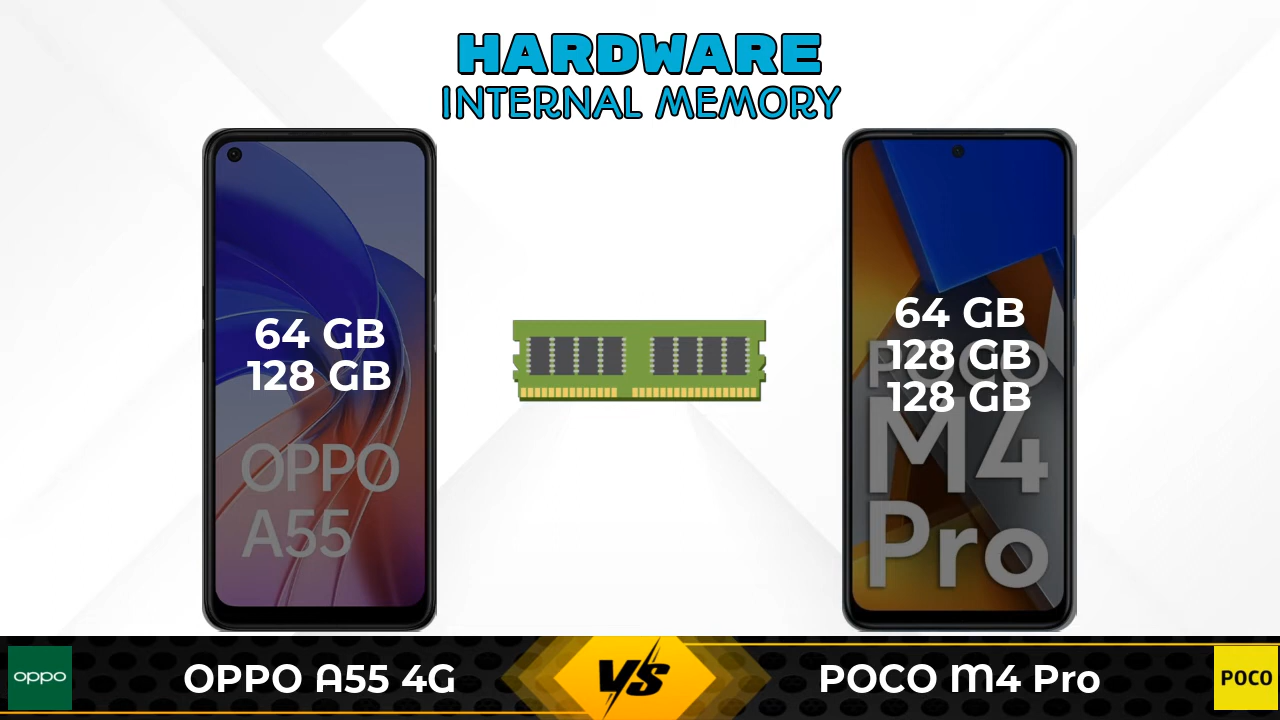 HARDWARE
INTERNAL MEMORY
64 GB
128 GB
OPPO
A55
64 GB
128 GB
128 GB
POCO
M4
Pro
oppo
OPPO A55 4G
VS
POCO M4 Pro
POCO